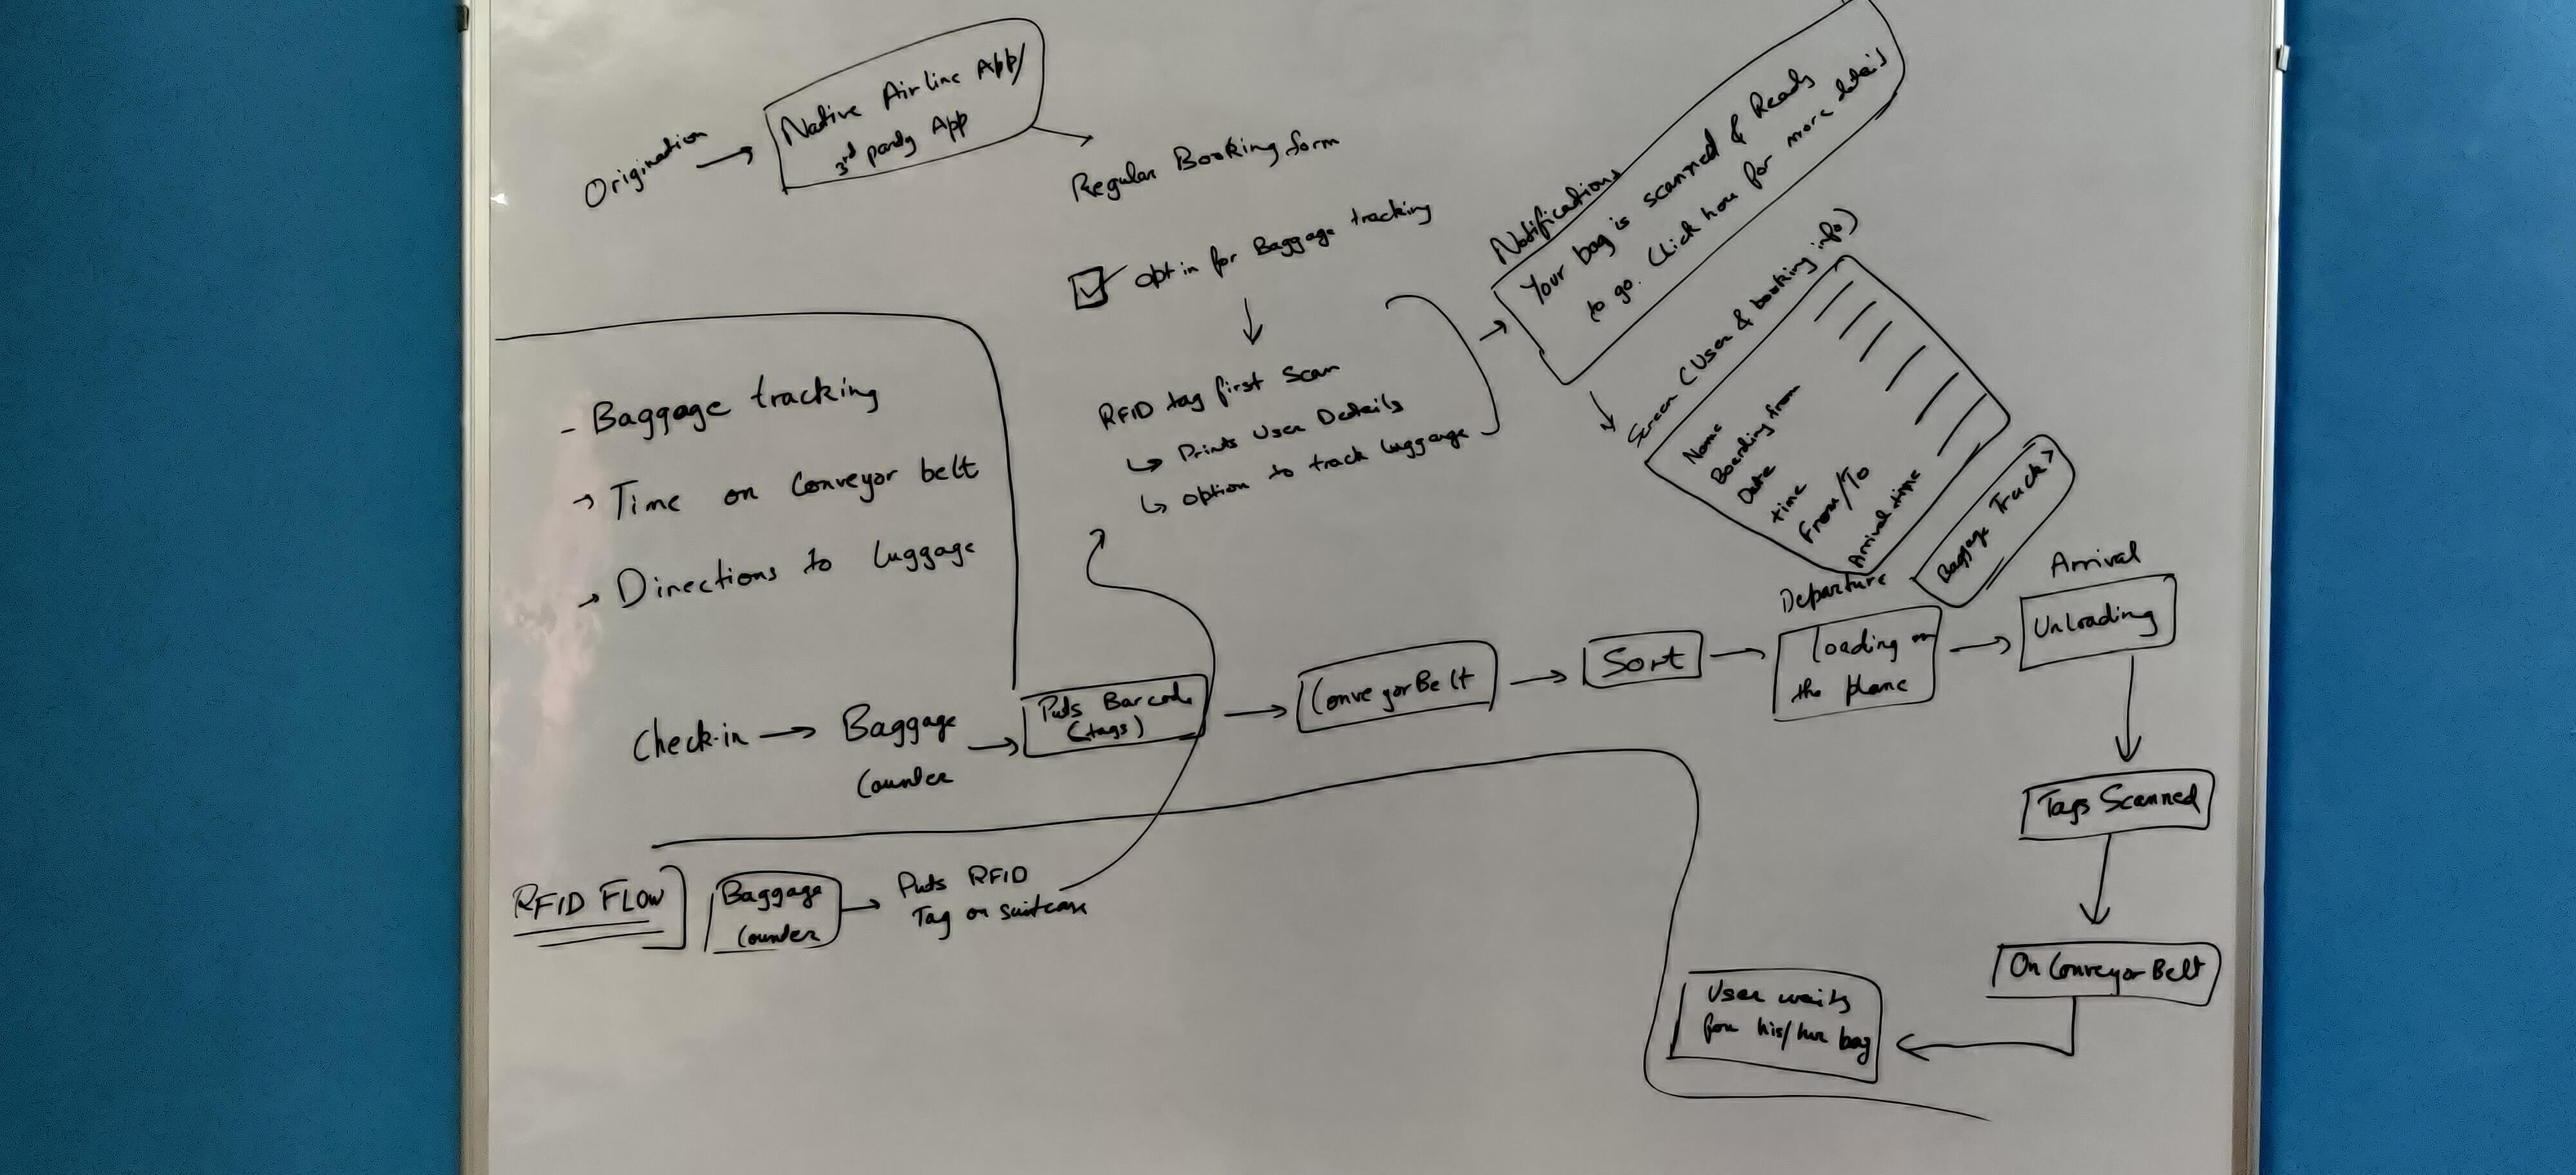 Origination
Native Airline App/
3rd party App
Regular Booking form
Opt in for Baggage tracking
RFID tag first scan
Prints User Details
option to track luggage
Notifications
Your bag is scanned & Ready
to go. Click here for more details
Screen (User & booking info)
Name
Boarding from
Date
time
From/To
Arrival time
Baggage Track >
- Baggage tracking
→ Time on Conveyor belt
→ Directions to Luggage
Check-in → Baggage
Counter
Puts Barcode
(tags)
Conveyor Belt
Sort
Departure
Loading on
the plane
Arrival
Unloading
Tags Scanned
On Conveyor Belt
User waits
for his/her bag
RFID FLOW
Baggage
Counter
Puts RFID
Tag on suitcase